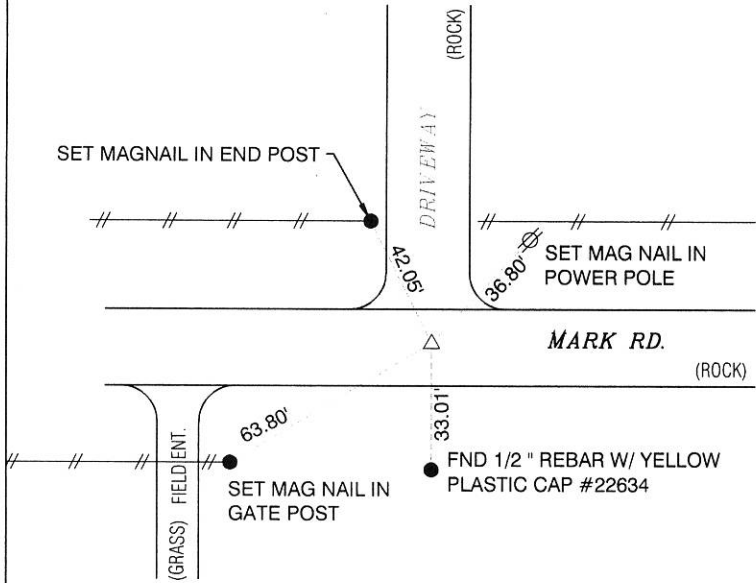 (ROCK)
DRIVEWAY
SET MAGNAIL IN END POST
42.05'
36.80'
SET MAG NAIL IN
POWER POLE
MARK RD.
(ROCK)
63.80'
33.01'
(GRASS) FIELD ENT.
SET MAG NAIL IN
GATE POST
FND 1/2 " REBAR W/ YELLOW
PLASTIC CAP #22634